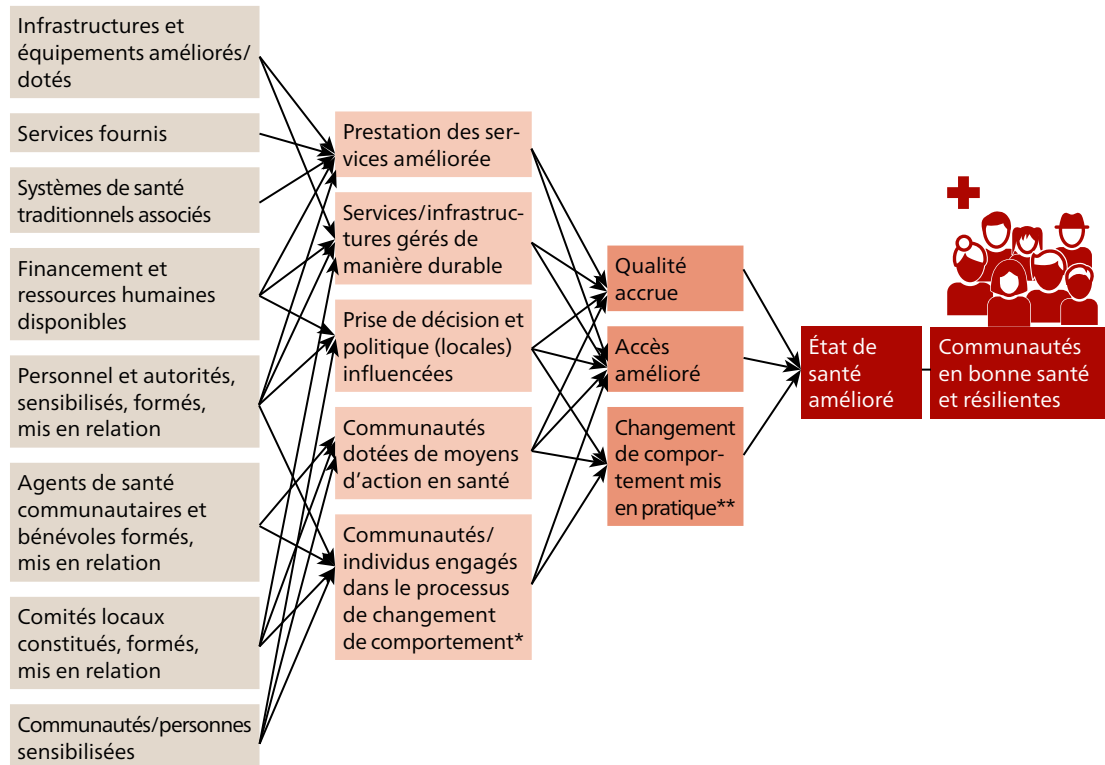 Infrastructures et
équipements améliorés/
dotés
Services fournis
Systèmes de santé
traditionnels associés
Financement et
ressources humaines
disponibles
Personnel et autorités,
sensibilisés, formés,
mis en relation
Agents de santé
communautaires et
bénévoles formés,
mis en relation
Comités locaux
constitués, formés,
mis en relation
Communautés/personnes
sensibilisées
Prestation des ser-
vices améliorée
Services/infrastruc-
tures gérés de
manière durable
Prise de décision et
politique (locales)
influencées
Communautés
dotées de moyens
d’action en santé
Communautés/
individus engagés
dans le processus
de changement
de comportement*
Qualité
accrue
Accès
amélioré
Changement
de compor-
tement mis
en pratique**
État de
santé
amélioré
Communautés
en bonne santé
et résilientes